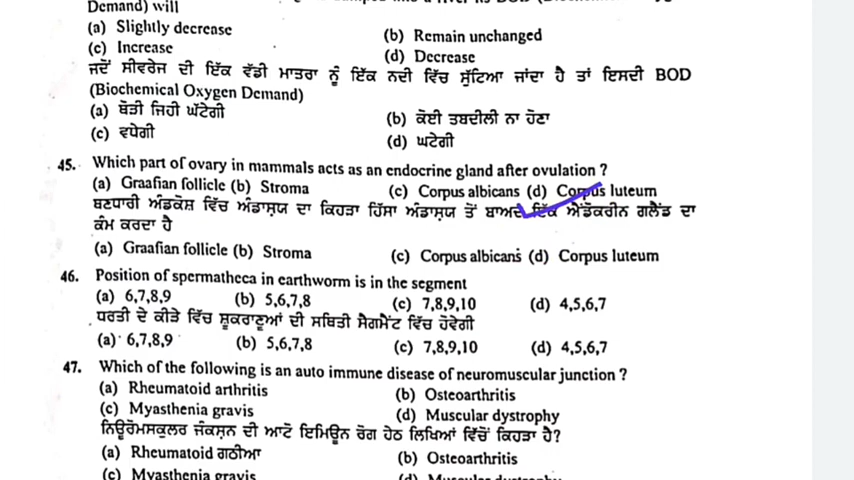 Demand) will
(a) Slightly decrease (b) Remain unchanged
(c) Increase (d) Decrease
ਜਦੋਂ ਸੀਵਰੇਜ ਦੀ ਇੱਕ ਵੱਡੀ ਮਾਤਰਾ ਨੂੰ ਇੱਕ ਨਦੀ ਵਿੱਚ ਸੁੱਟਿਆ ਜਾਂਦਾ ਹੈ ਤਾਂ ਇਸਦੀ BOD
(Biochemical Oxygen Demand)
(a) ਥੋੜੀ ਜਿਹੀ ਘੱਟੇਗੀ (b) ਕੋਈ ਤਬਦੀਲੀ ਨਾ ਹੋਣਾ
(c) ਵਧੇਗੀ (d) ਘਟੇਗੀ
45. Which part of ovary in mammals acts as an endocrine gland after ovulation ?
(a) Graafian follicle (b) Stroma (c) Corpus albicans (d) Corpus luteum
ਥਣਧਾਰੀ ਅੰਡਕੋਸ਼ ਵਿੱਚ ਅੰਡਾਸ਼ਯ ਦਾ ਕਿਹੜਾ ਹਿੱਸਾ ਅੰਡਾਸ਼ਯ ਤੋਂ ਬਾਅਦ ਇੱਕ ਐਂਡੋਕਰੀਨ ਗਲੈਂਡ ਦਾ
ਕੰਮ ਕਰਦਾ ਹੈ
(a) Graafian follicle (b) Stroma (c) Corpus albicans (d) Corpus luteum
46. Position of spermatheca in earthworm is in the segment
(a) 6,7,8,9 (b) 5,6,7,8 (c) 7,8,9,10 (d) 4,5,6,7
ਧਰਤੀ ਦੇ ਕੀੜੇ ਵਿੱਚ ਸ਼ੂਕਰਾਣੂਆਂ ਦੀ ਸਥਿਤੀ ਸੈਗਮੈਂਟ ਵਿੱਚ ਹੋਵੇਗੀ
(a) 6,7,8,9 (b) 5,6,7,8 (c) 7,8,9,10 (d) 4,5,6,7
47. Which of the following is an auto immune disease of neuromuscular junction ?
(a) Rheumatoid arthritis (b) Osteoarthritis
(c) Myasthenia gravis (d) Muscular dystrophy
ਨਿਊਰੋਮਸਕੁਲਰ ਜੰਕਸ਼ਨ ਦੀ ਆਟੋ ਇਮਿਊਨ ਰੋਗ ਹੇਠ ਲਿਖਿਆਂ ਵਿੱਚੋਂ ਕਿਹੜਾ ਹੈ?
(a) Rheumatoid ਗਠੀਆ (b) Osteoarthritis
(c) Myasthenia gravis (d) Muscular dystrophy